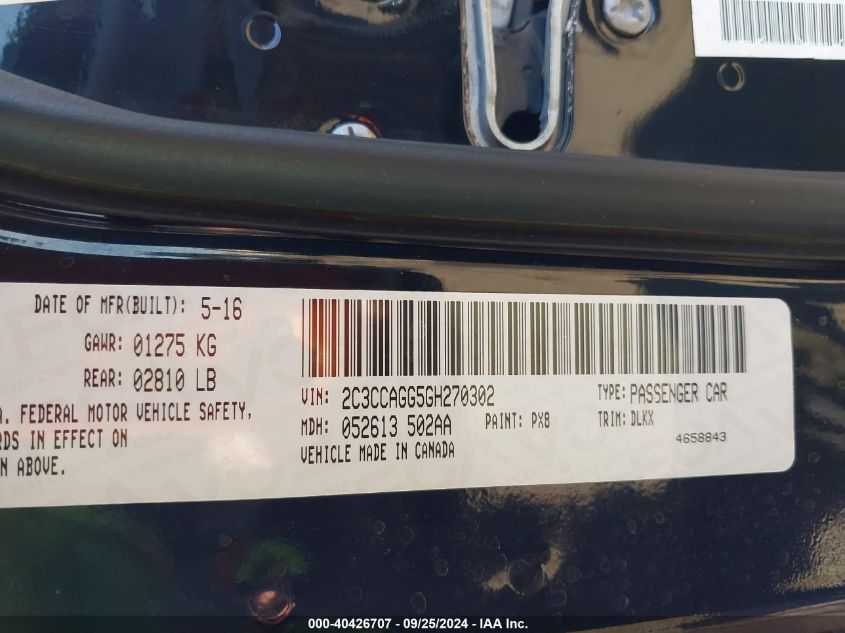 DATE OF MFR(BUILT): 5-16
GAWR: 01275 KG
REAR: 02810 LB
A. FEDERAL MOTOR VEHICLE SAFETY,
RDS IN EFFECT ON
N ABOVE.
VIN: 2C3CCAGG5GH270302
TYPE: PASSENGER CAR
MDH: 052613 502AA
PAINT: PX8
TRIM: DLKX
VEHICLE MADE IN CANADA
4658843
000-40426707 - 09/25/2024 - IAA Inc.